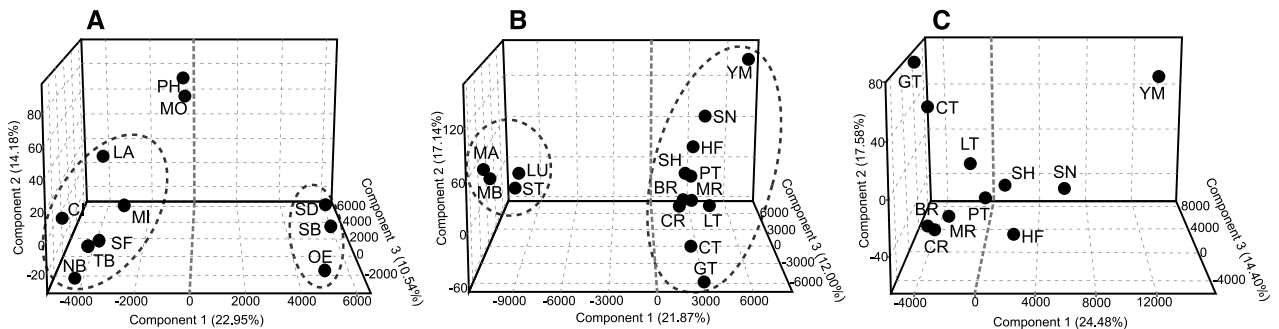 A
B
C
PH
MO
LA
CI
MI
SF
TB
NB
SD
SB
OE
80
60
40
20
0
-20
-4000 -2000 0 2000 4000 6000
6000
4000
2000
0
-2000
Component 1 (22.95%)
Component 2 (14.18%)
Component 3 (10.54%)
YM
SN
HF
SH
PT
BR
MR
CR
LT
CT
GT
MA
MB
LU
ST
120
60
0
-60
-9000 -6000 -3000 0 3000 6000
6000
3000
0
-3000
-6000
Component 1 (21.87%)
Component 2 (17.14%)
Component 3 (12.00%)
GT
CT
YM
LT
SH
SN
PT
BR
MR
CR
HF
80
40
0
-40
-4000 0 4000 8000 12000
8000
4000
0
-4000
Component 1 (24.48%)
Component 2 (17.58%)
Component 3 (14.40%)